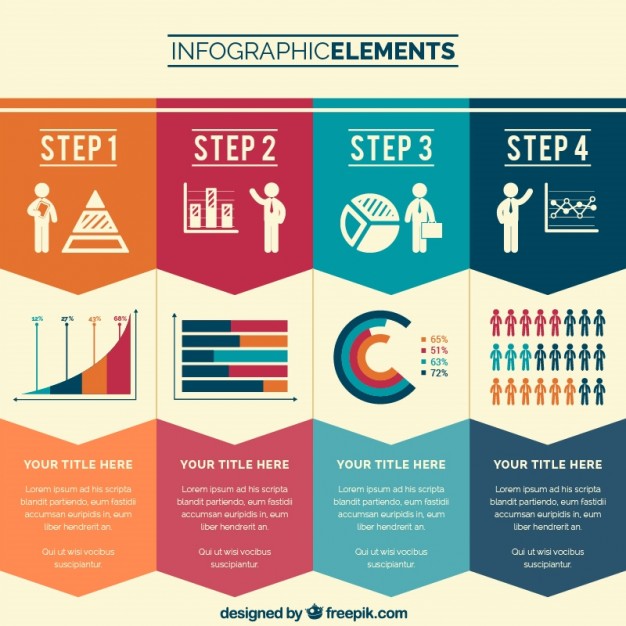 INFOGRAPHICELEMENTS
STEP 1
STEP 2
STEP 3
STEP 4
12%
27%
43%
68%
65%
51%
63%
72%
YOUR TITLE HERE
Lorem ipsum ad his scripta
blandit partiendo, eum
fastidii accumsan euripidis
in eum liber
hendrerit an.
Qui ut wisi vocibus
suscipiantur.
YOUR TITLE HERE
Lorem ipsum ad his scripta
blandit partiendo, eum
fastidii accumsan euripidis
in eum liber
hendrerit an.
Qui ut wisi vocibus
suscipiantur.
YOUR TITLE HERE
Lorem ipsum ad his scripta
blandit partiendo, eum
fastidii accumsan euripidis
in eum liber
hendrerit an.
Qui ut wisi vocibus
suscipiantur.
YOUR TITLE HERE
Lorem ipsum ad his scripta
blandit partiendo, eum
fastidii accumsan euripidis
in eum liber
hendrerit an.
Qui ut wisi vocibus
suscipiantur.
designed by freepik.com